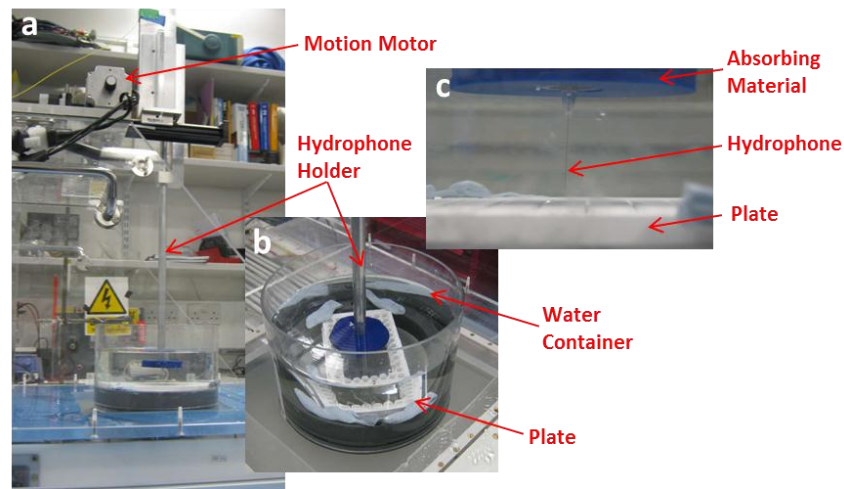 a
Motion Motor
Hydrophone
Holder
b
c
Absorbing
Material
Hydrophone
Plate
Water
Container
Plate